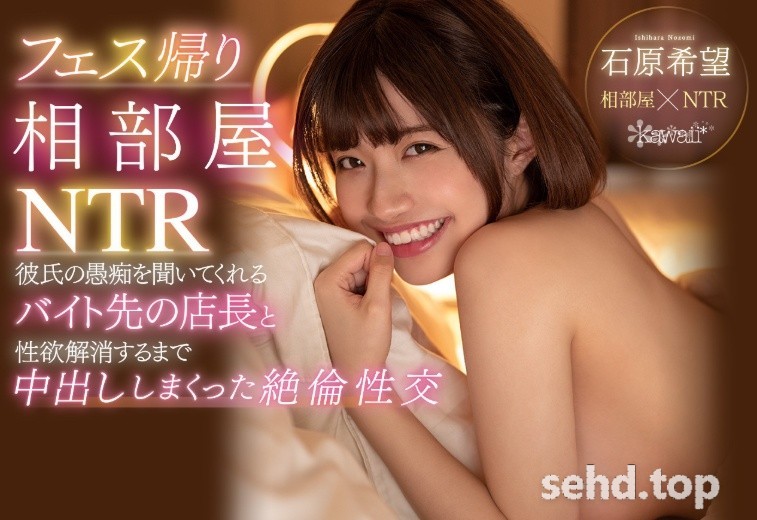 フェス帰り
相部屋
NTR
彼氏の愚痴を聞いてくれる
バイト先の店長と
性欲解消するまで
中出ししまくった絶倫性交
Ishihara Nozomi
石原希望
相部屋×NTR
kawaii*
sehd.top